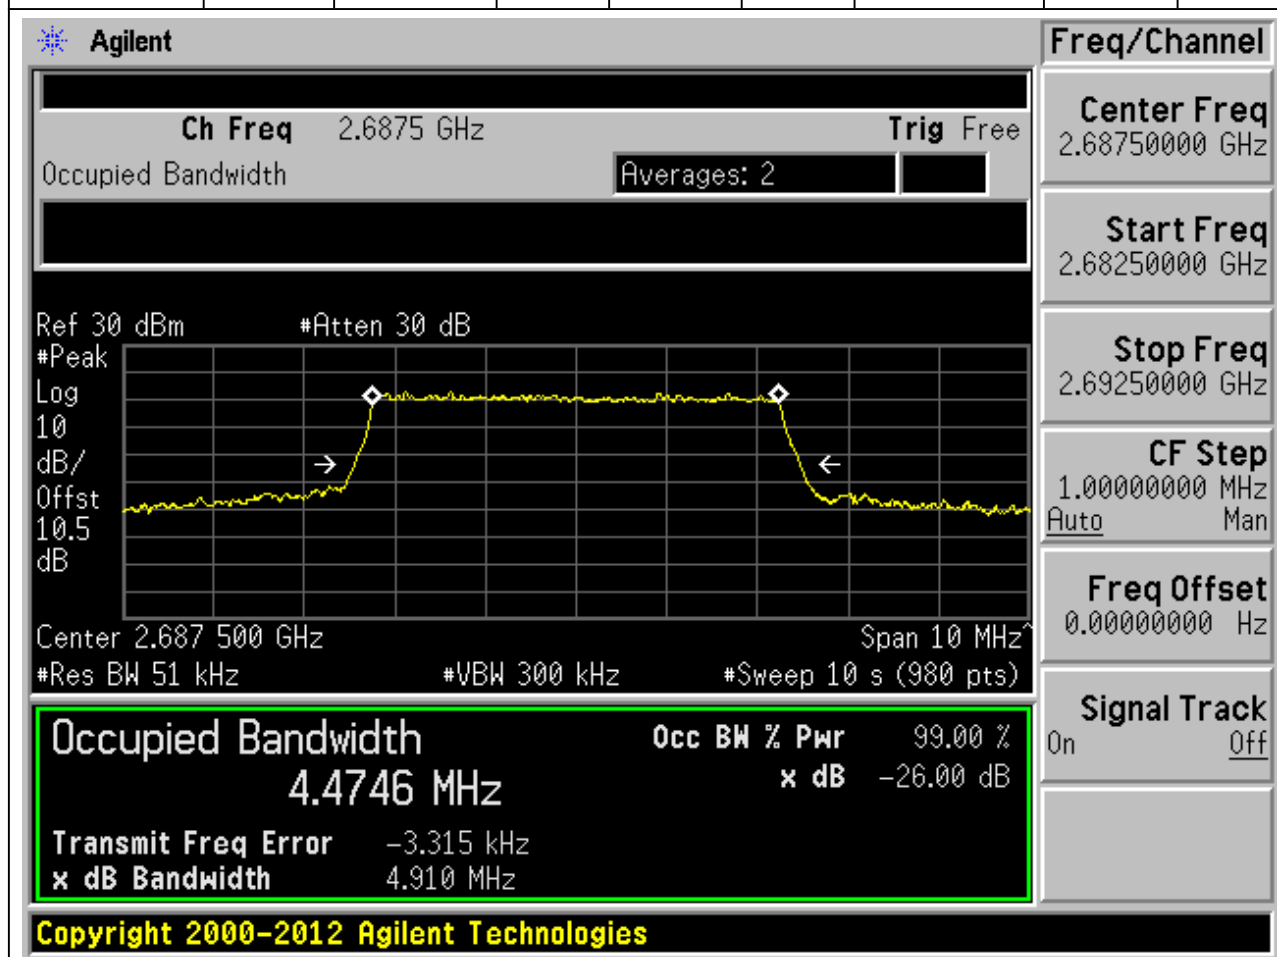 Agilent
Freq/Channel
Ch Freq 2.6875 GHz Trig Free
Occupied Bandwidth Averages: 2
Center Freq
2.68750000 GHz
Start Freq
2.68250000 GHz
Stop Freq
2.69250000 GHz
CF Step
1.00000000 MHz
Auto Man
Freq Offset
0.00000000 Hz
Signal Track
On Off
Ref 30 dBm #Atten 30 dB
#Peak
Log
10
dB/
Offst
10.5
dB
Center 2.687 500 GHz Span 10 MHz^
#Res BW 51 kHz #VBW 300 kHz #Sweep 10 s (980 pts)
Occupied Bandwidth
4.4746 MHz
Occ BW % Pwr 99.00 %
x dB -26.00 dB
Transmit Freq Error -3.315 kHz
x dB Bandwidth 4.910 MHz
Copyright 2000-2012 Agilent Technologies